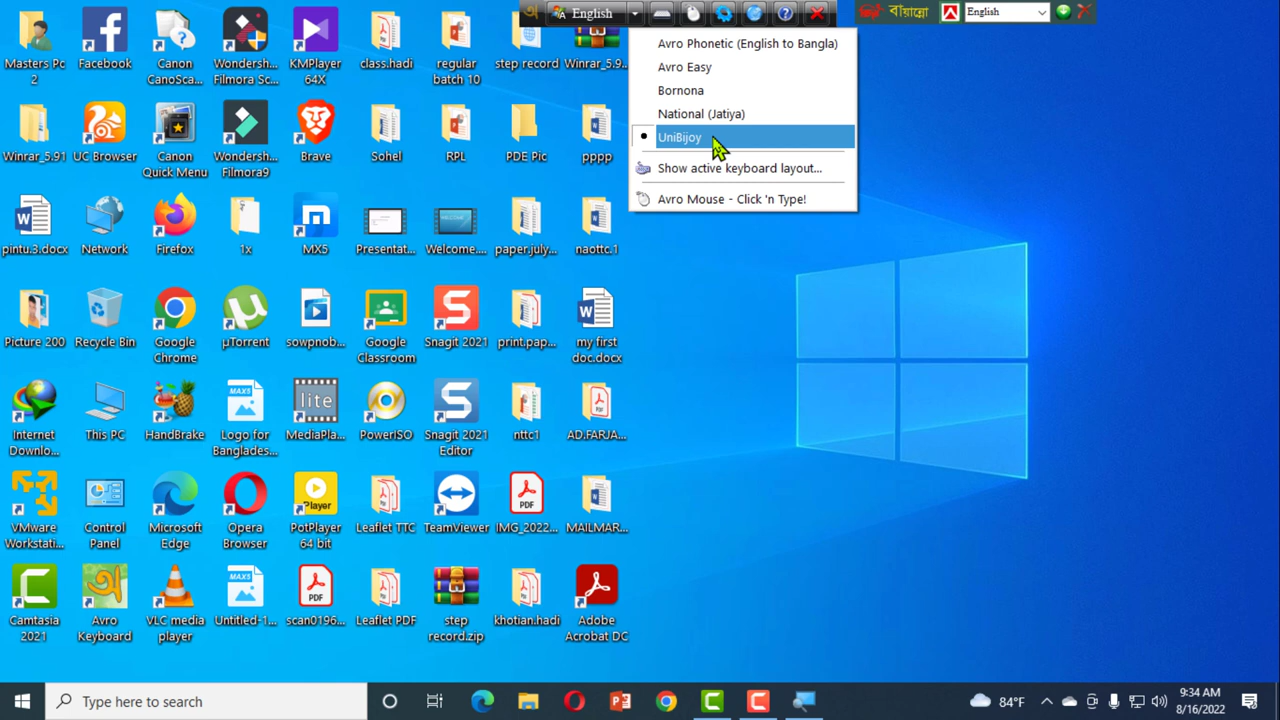 অ
English
বায়ান্নো
English
Avro Phonetic (English to Bangla)
Avro Easy
Bornona
National (Jatiya)
UniBijoy
Show active keyboard layout...
Avro Mouse - Click 'n Type!
Masters Pc
2
Facebook
Canon
CanoSca...
Wondersh...
Filmora Sc...
KMPlayer
64X
class.hadi
regular
batch 10
step record
Winrar_5.9...
Winrar_5.91
UC Browser
Canon
Quick Menu
Wondersh...
Filmora9
Brave
Sohel
RPL
PDE Pic
pppp
pintu.3.docx
Network
Firefox
1x
MX5
Presentat...
Welcome....
paper.july...
naottc.1
Picture 200
Recycle Bin
Google
Chrome
µTorrent
sowpnob...
Google
Classroom
Snagit 2021
print.pap...
my first
doc.docx
Internet
Downlo...
This PC
HandBrake
Logo for
Banglades...
MediaPla...
PowerISO
Snagit 2021
Editor
nttc1
AD.FARJA...
VMware
Workstati...
Control
Panel
Microsoft
Edge
Opera
Browser
PotPlayer
64 bit
Leaflet TTC
TeamViewer
IMG_2022...
MAILMAR...
Camtasia
2021
Avro
Keyboard
VLC media
player
Untitled-1...
scan0196...
Leaflet PDF
step
record.zip
khotian.hadi
Adobe
Acrobat DC
Type here to search
84°F
9:34 AM
8/16/2022